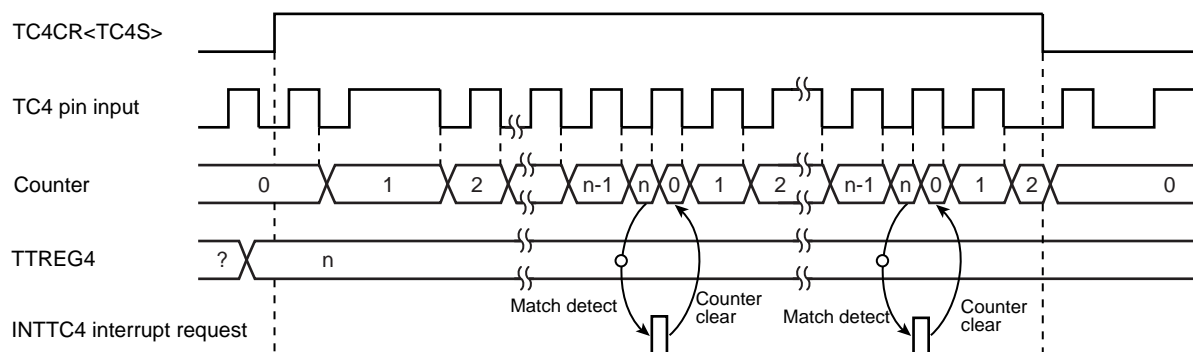 TC4CR<TC4S>
TC4 pin input
Counter
0 1 2 n-1 n 0 1 2 n-1 n 0 1 2 0
TTREG4
? n
Match detect Counter clear Match detect Counter clear
INTTC4 interrupt request